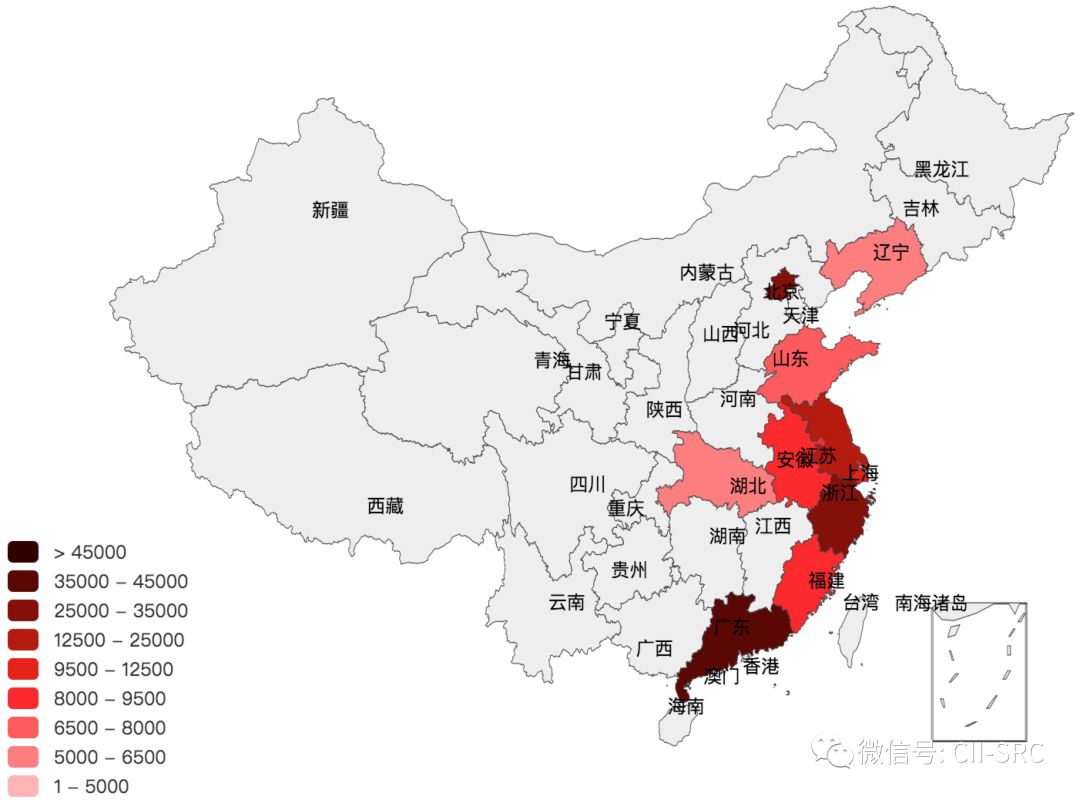 黑龙江
吉林
新疆
辽宁
内蒙古
北京
天津
宁夏
山西
河北
青海
山东
甘肃
河南
陕西
安徽
江苏
上海
四川
湖北
浙江
西藏
重庆
湖南
江西
> 45000
贵州
福建
35000 – 45000
云南
台湾
南海诸岛
25000 – 35000
广东
12500 – 25000
广西
香港
9500 – 12500
澳门
8000 – 9500
海南
6500 – 8000
5000 – 6500
微信号: CII-SRC
1 – 5000